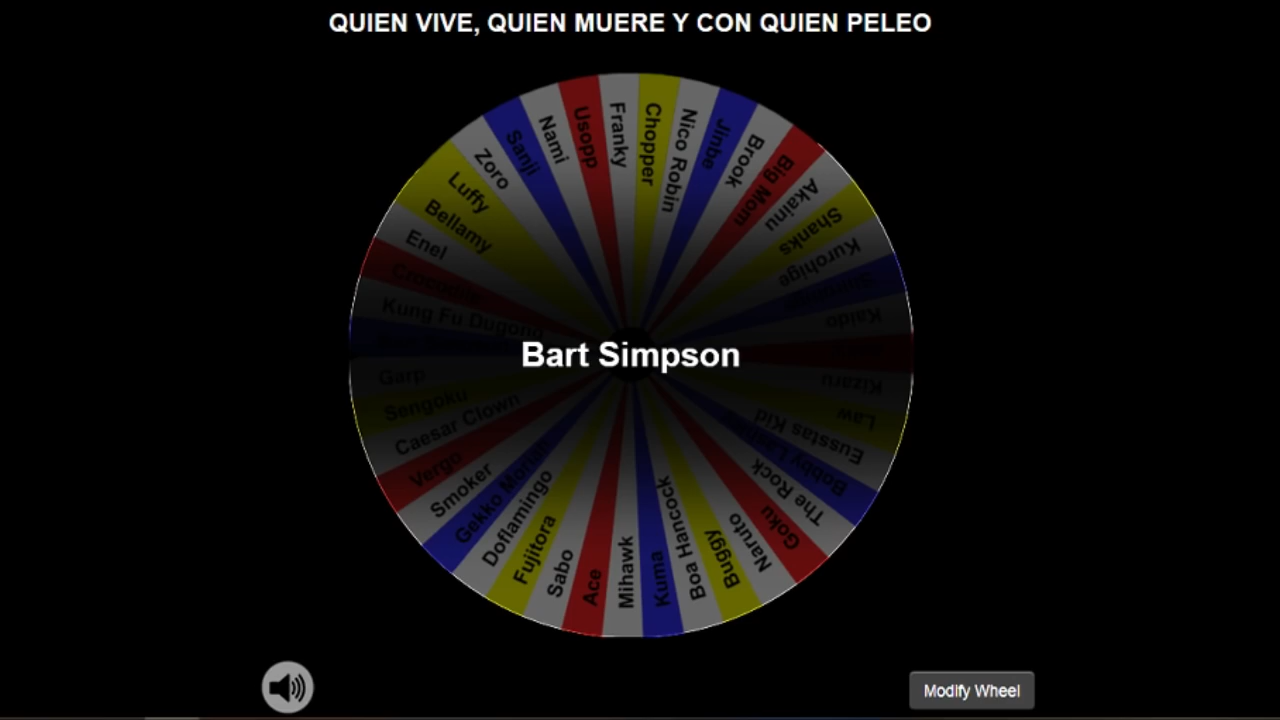 QUIEN VIVE, QUIEN MUERE Y CON QUIEN PELEO
Franky
Chopper
Nico Robin
Jinbe
Brook
Big Mom
Akainu
Shanks
Kurohige
Kaido
Kizaru
Law
Eusstas Kid
Bobby
The Rock
Goku
Naruto
Buggy
Boa Hancock
Kuma
Mihawk
Ace
Sabo
Fujitora
Doflamingo
Gekko Moriah
Smoker
Vergo
Caesar Clown
Sengoku
Garp
Kung Fu Dugong
Crocodile
Enel
Bellamy
Luffy
Zoro
Sanji
Nami
Usopp
Bart Simpson
Modify Wheel